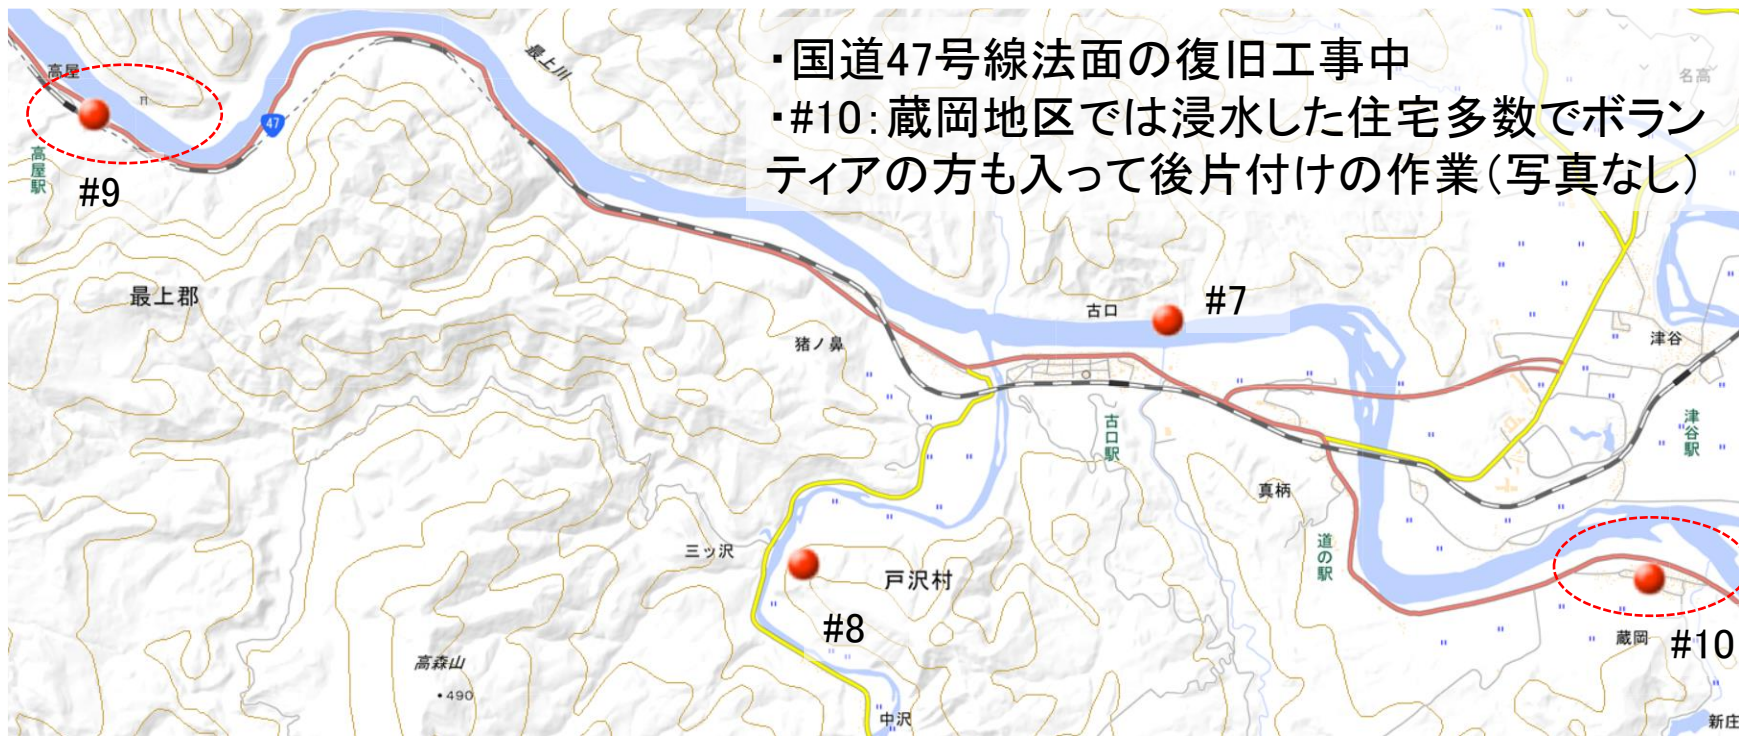 ・国道47号線法面の復旧工事中
・#10：蔵岡地区では浸水した住宅多数でボラン
ティアの方も入って後片付けの作業（写真なし）
名高
最上川
高屋
47
高屋駅
#9
最上郡
#7
古口
猪ノ鼻
津谷
古口駅
津谷駅
真柄
道の駅
三ッ沢
戸沢村
#8
蔵岡
#10
高森山
・490
中沢
新庄